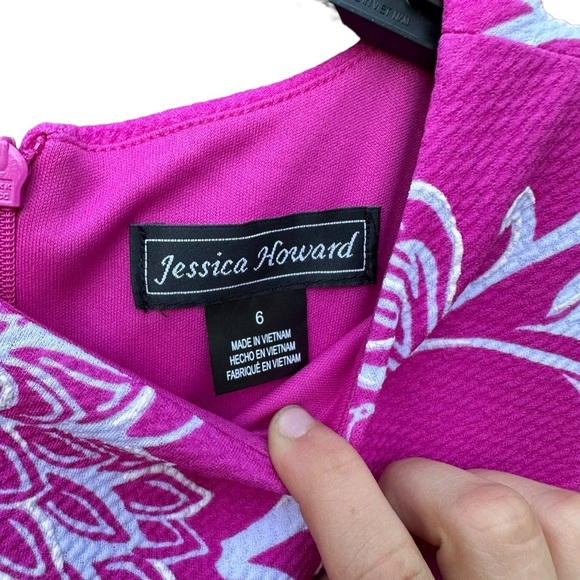 Jessica Howard
6
MADE IN VIETNAM
HECHO EN VIETNAM
FABRIQUÉ EN VIETNAM